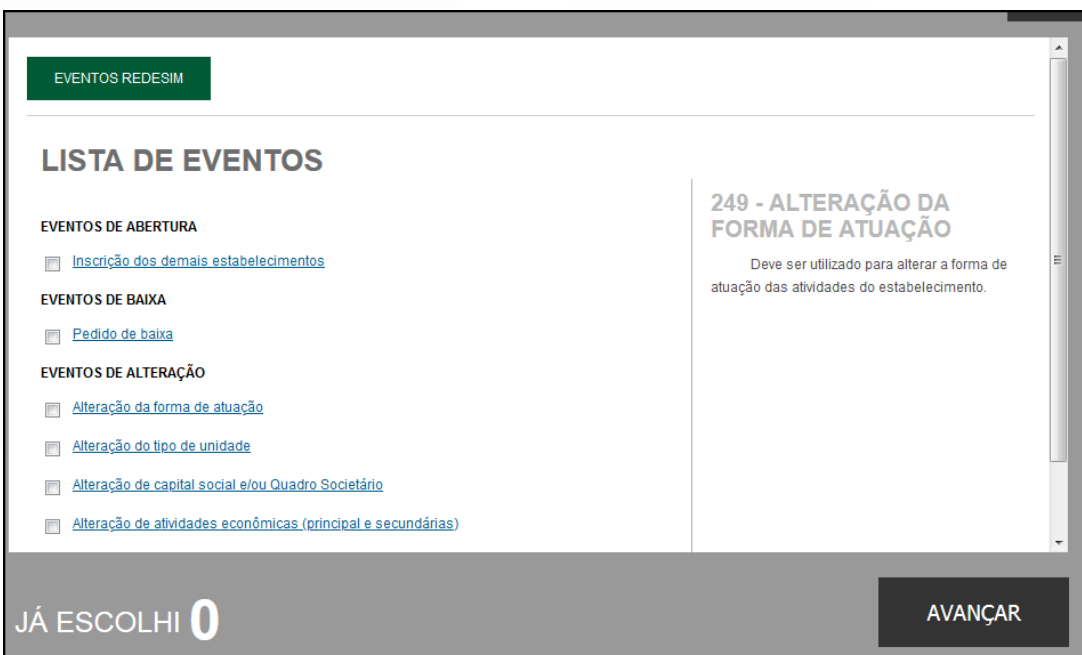 EVENTOS REDESIM
LISTA DE EVENTOS
EVENTOS DE ABERTURA
Inscrição dos demais estabelecimentos
EVENTOS DE BAIXA
Pedido de baixa
EVENTOS DE ALTERAÇÃO
Alteração da forma de atuação
Alteração do tipo de unidade
Alteração de capital social e/ou Quadro Societário
Alteração de atividades econômicas (principal e secundárias)
249 - ALTERAÇÃO DA
FORMA DE ATUAÇÃO
Deve ser utilizado para alterar a forma de
atuação das atividades do estabelecimento.
JÁ ESCOLHI 0
AVANÇAR